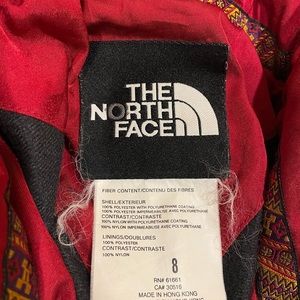 THE
NORTH
FACE
FIBER CONTENT/CONTENU DES FIBRES
SHELL/EXTERIEUR
100% POLYESTER WITH POLYURETHANE COATING
100% POLYESTER IMPERMEABILISE AVEC POLYURETHANE
CONTRAST/CONTRASTE
100% NYLON WITH POLYURETHANE COATING
100% NYLON IMPERMEABILISE AVEC POLYURETHANE
LININGS/DOUBLURES
100% POLYESTER
CONTRAST/CONTRASTE
100% NYLON
8
RN# 61661
CA# 30516
MADE IN HONG KONG